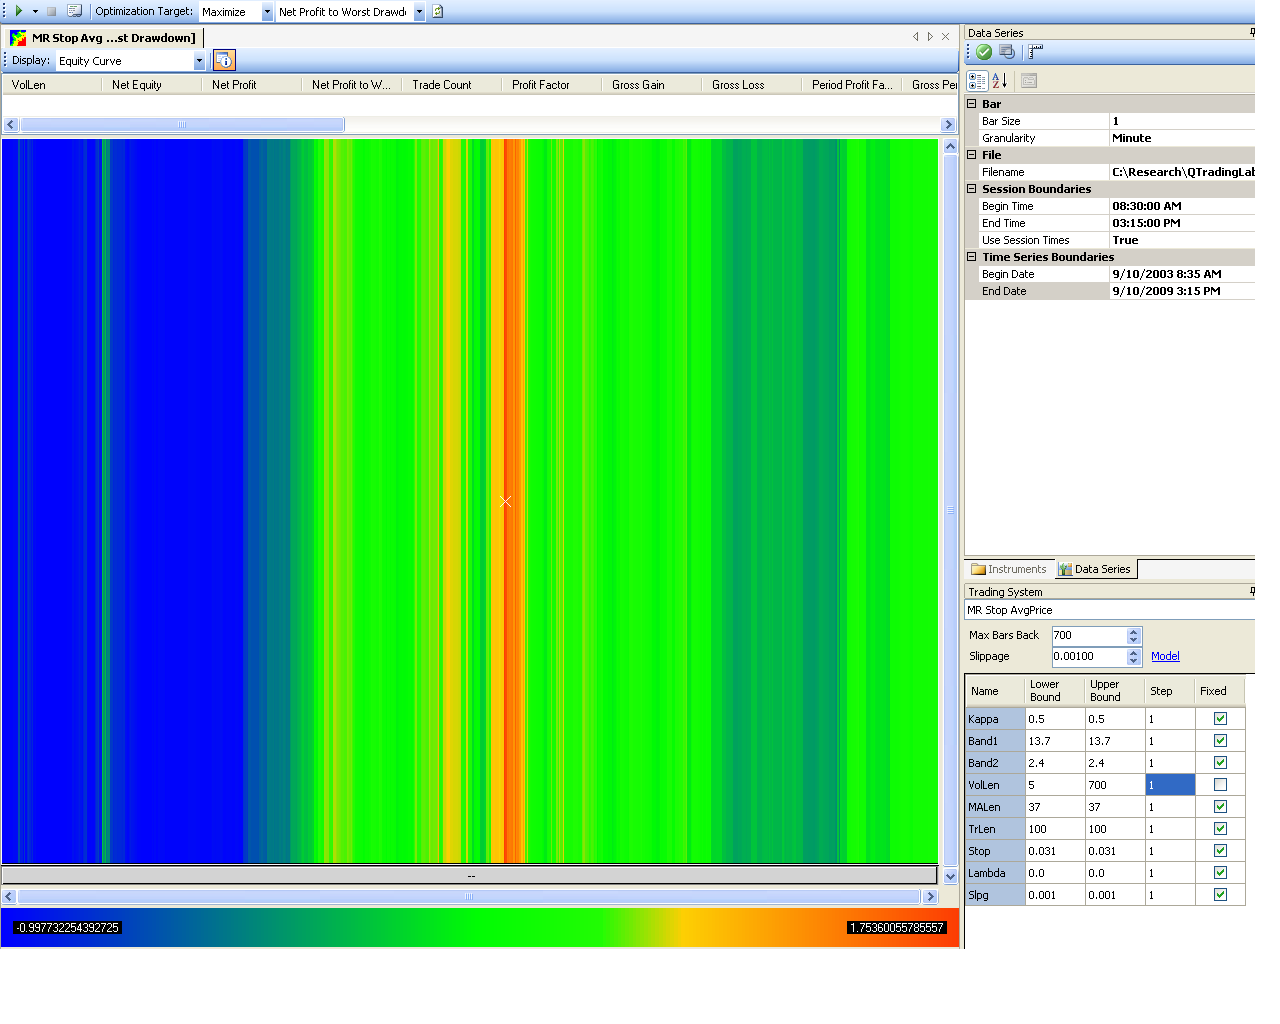 Optimization Target: Maximize Net Profit to Worst Drawd
MR Stop Avg ...st Drawdown]
Display: Equity Curve
VolLen Net Equity Net Profit Net Profit to W... Trade Count Profit Factor Gross Gain Gross Loss Period Profit Fa... Gross Per
--
-0.997732254392725 1.75360055785557
Data Series
Bar
Bar Size 1
Granularity Minute
File
Filename C:\Research\QTradingLab
Session Boundaries
Begin Time 08:30:00 AM
End Time 03:15:00 PM
Use Session Times True
Time Series Boundaries
Begin Date 9/10/2003 8:35 AM
End Date 9/10/2009 3:15 PM
Instruments Data Series
Trading System
MR Stop AvgPrice
Max Bars Back 700
Slippage 0.00100 Model
Name Lower Bound Upper Bound Step Fixed
Kappa 0.5 0.5 1
Band1 13.7 13.7 1
Band2 2.4 2.4 1
VolLen 5 700 1
MALen 37 37 1
TrLen 100 100 1
Stop 0.031 0.031 1
Lambda 0.0 0.0 1
Slpg 0.001 0.001 1